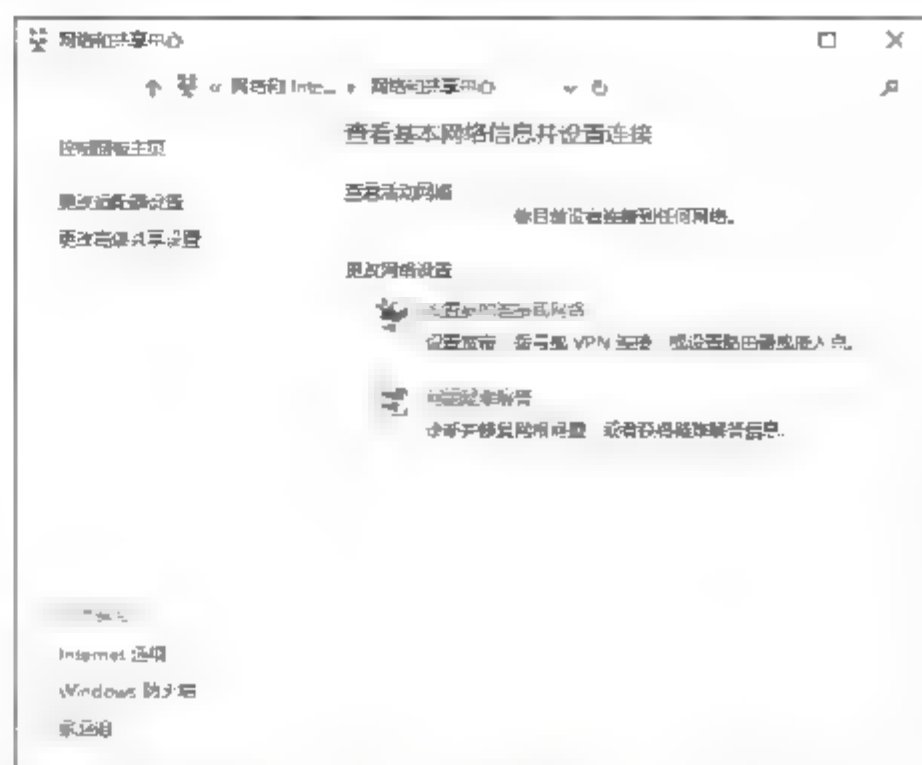 网络和共享中心
« 网络和 Inte... 网络和共享中心
控制面板主页
更改适配器设置
更改高级共享设置
查看基本网络信息并设置连接
查看活动网络
你目前没有连接到任何网络。
更改网络设置
设置新的连接或网络
设置宽带、拨号或 VPN 连接；或设置路由器或接入点。
问题疑难解答
诊断并修复网络问题，或者获得疑难解答信息。
Internet 选项
Windows 防火墙
家庭组